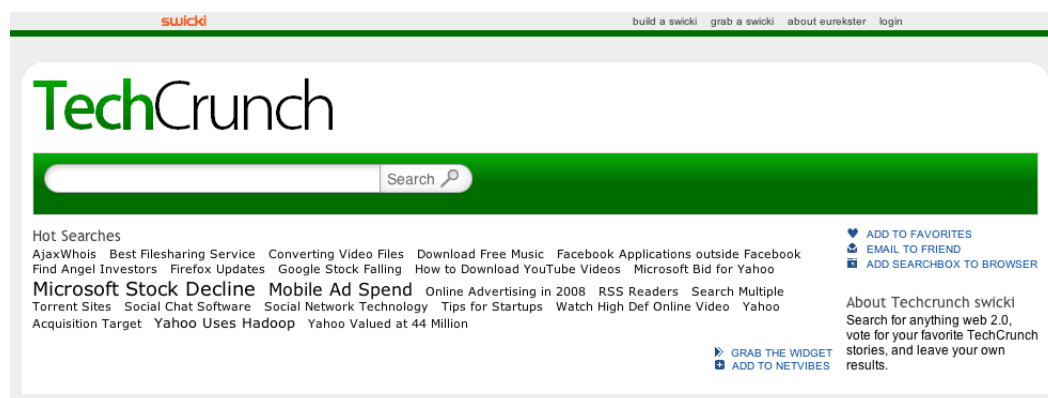 swicki build a swicki grab a swicki about eurekster login
TechCrunch
Search
Hot Searches
AjaxWhois Best Filesharing Service Converting Video Files Download Free Music Facebook Applications outside Facebook
Find Angel Investors Firefox Updates Google Stock Falling How to Download YouTube Videos Microsoft Bid for Yahoo
Microsoft Stock Decline Mobile Ad Spend Online Advertising in 2008 RSS Readers Search Multiple
Torrent Sites Social Chat Software Social Network Technology Tips for Startups Watch High Def Online Video Yahoo
Acquisition Target Yahoo Uses Hadoop Yahoo Valued at 44 Million
GRAB THE WIDGET
ADD TO NETVIBES
ADD TO FAVORITES
EMAIL TO FRIEND
ADD SEARCHBOX TO BROWSER
About Techcrunch swicki
Search for anything web 2.0,
vote for your favorite TechCrunch
stories, and leave your own
results.